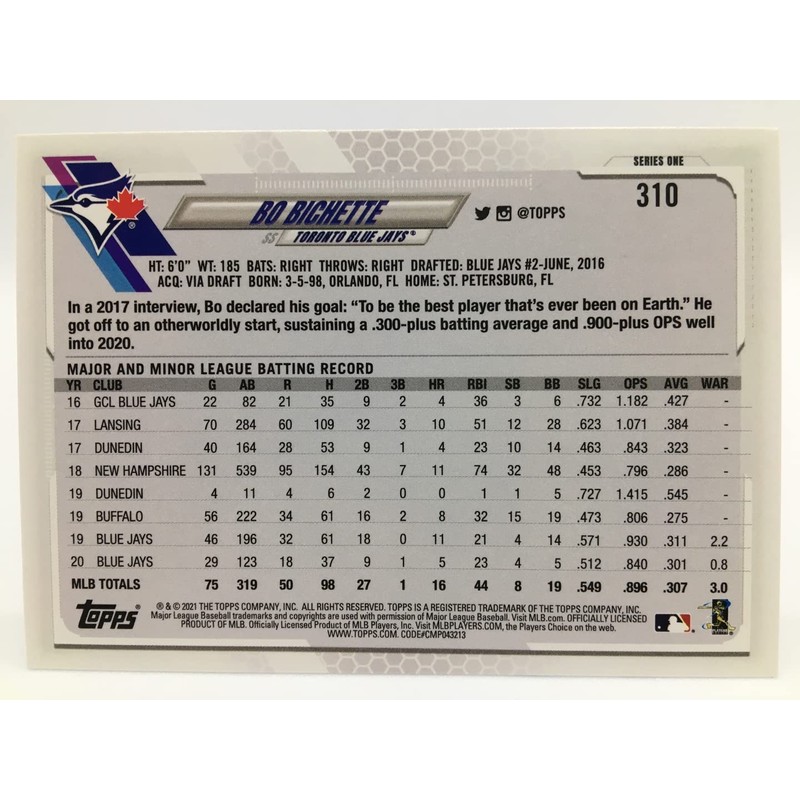 SERIES ONE
310
BO BICHETTE
SS TORONTO BLUE JAYS®
@TOPPS
HT: 6'0" WT: 185 BATS: RIGHT THROWS: RIGHT DRAFTED: BLUE JAYS #2-JUNE, 2016
ACQ: VIA DRAFT BORN: 3-5-98, ORLANDO, FL HOME: ST. PETERSBURG, FL
In a 2017 interview, Bo declared his goal: “To be the best player that’s ever been on Earth.” He
got off to an otherworldly start, sustaining a .300-plus batting average and .900-plus OPS well
into 2020.
MAJOR AND MINOR LEAGUE BATTING RECORD
YR CLUB G AB R H 2B 3B HR RBI SB BB SLG OPS AVG WAR
16 GCL BLUE JAYS 22 82 21 35 9 2 4 36 3 6 .732 1.182 .427 -
17 LANSING 70 284 60 109 32 3 10 51 12 28 .623 1.071 .384 -
17 DUNEDIN 40 164 28 53 9 1 4 23 10 14 .463 .843 .323 -
18 NEW HAMPSHIRE 131 539 95 154 43 7 11 74 32 48 .453 .796 .286 -
19 DUNEDIN 4 11 4 6 2 0 0 1 1 5 .727 1.415 .545 -
19 BUFFALO 56 222 34 61 16 2 8 32 15 19 .473 .806 .275 -
19 BLUE JAYS 46 196 32 61 18 0 11 21 4 14 .571 .930 .311 2.2
20 BLUE JAYS 29 123 18 37 9 1 5 23 4 5 .512 .840 .301 0.8
MLB TOTALS 75 319 50 98 27 1 16 44 8 19 .549 .896 .307 3.0
Topps®
® & © 2021 THE TOPPS COMPANY, INC. ALL RIGHTS RESERVED. TOPPS IS A REGISTERED TRADEMARK OF THE TOPPS COMPANY, INC.
Major League Baseball trademarks and copyrights are used with permission of Major League Baseball. Visit MLB.com. OFFICIALLY LICENSED
PRODUCT OF MLB. Officially Licensed Product of MLB Players, Inc. Visit MLBPLAYERS.com, the Players Choice on the web.
WWW.TOPPS.COM. CODE#CMP043213